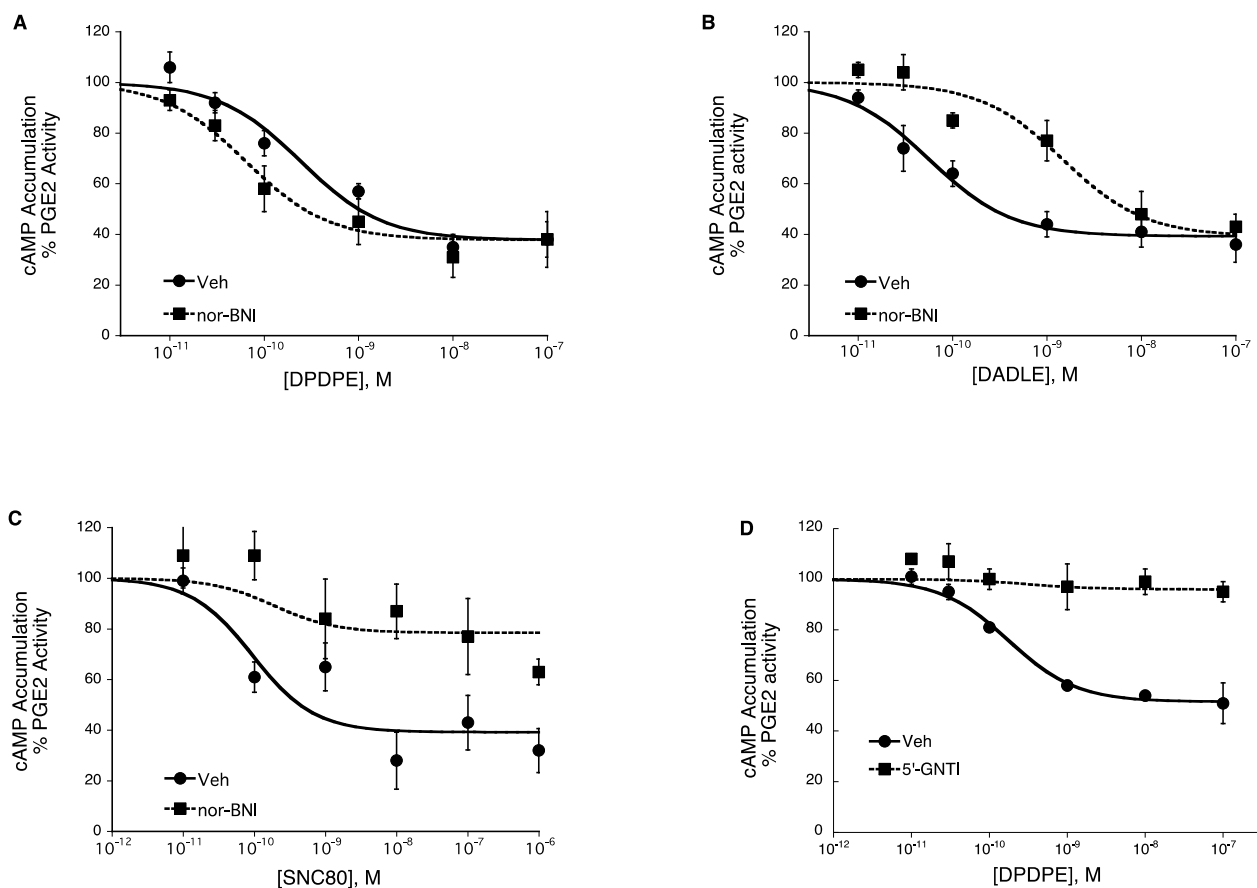 A
cAMP Accumulation
% PGE2 Activity
120
100
80
60
40
20
0
Veh
nor-BNI
10-11
10-10
10-9
10-8
10-7
[DPDPE], M
B
cAMP Accumulation
% PGE2 activity
120
100
80
60
40
20
0
Veh
nor-BNI
10-11
10-10
10-9
10-8
10-7
[DADLE], M
C
cAMP Accumulation
% PGE2 Activity
120
100
80
60
40
20
0
Veh
nor-BNI
10-12
10-11
10-10
10-9
10-8
10-7
10-6
[SNC80], M
D
cAMP Accumulation
% PGE2 activity
120
100
80
60
40
20
0
Veh
5'-GNTI
10-12
10-11
10-10
10-9
10-8
10-7
[DPDPE], M